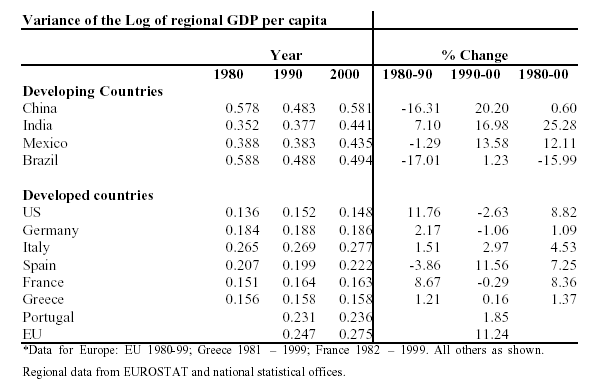 Variance of the Log of regional GDP per capita
Year % Change
1980 1990 2000 1980-90 1990-00 1980-00
Developing Countries
China 0.578 0.483 0.581 -16.31 20.20 0.60
India 0.352 0.377 0.441 7.10 16.98 25.28
Mexico 0.388 0.383 0.435 -1.29 13.58 12.11
Brazil 0.588 0.488 0.494 -17.01 1.23 -15.99
Developed countries
US 0.136 0.152 0.148 11.76 -2.63 8.82
Germany 0.184 0.188 0.186 2.17 -1.06 1.09
Italy 0.265 0.269 0.277 1.51 2.97 4.53
Spain 0.207 0.199 0.222 -3.86 11.56 7.25
France 0.151 0.164 0.163 8.67 -0.29 8.36
Greece 0.156 0.158 0.158 1.21 0.16 1.37
Portugal 0.231 0.236 1.85
EU 0.247 0.275 11.24
*Data for Europe: EU 1980-99; Greece 1981 – 1999; France 1982 – 1999. All others as shown.
Regional data from EUROSTAT and national statistical offices.